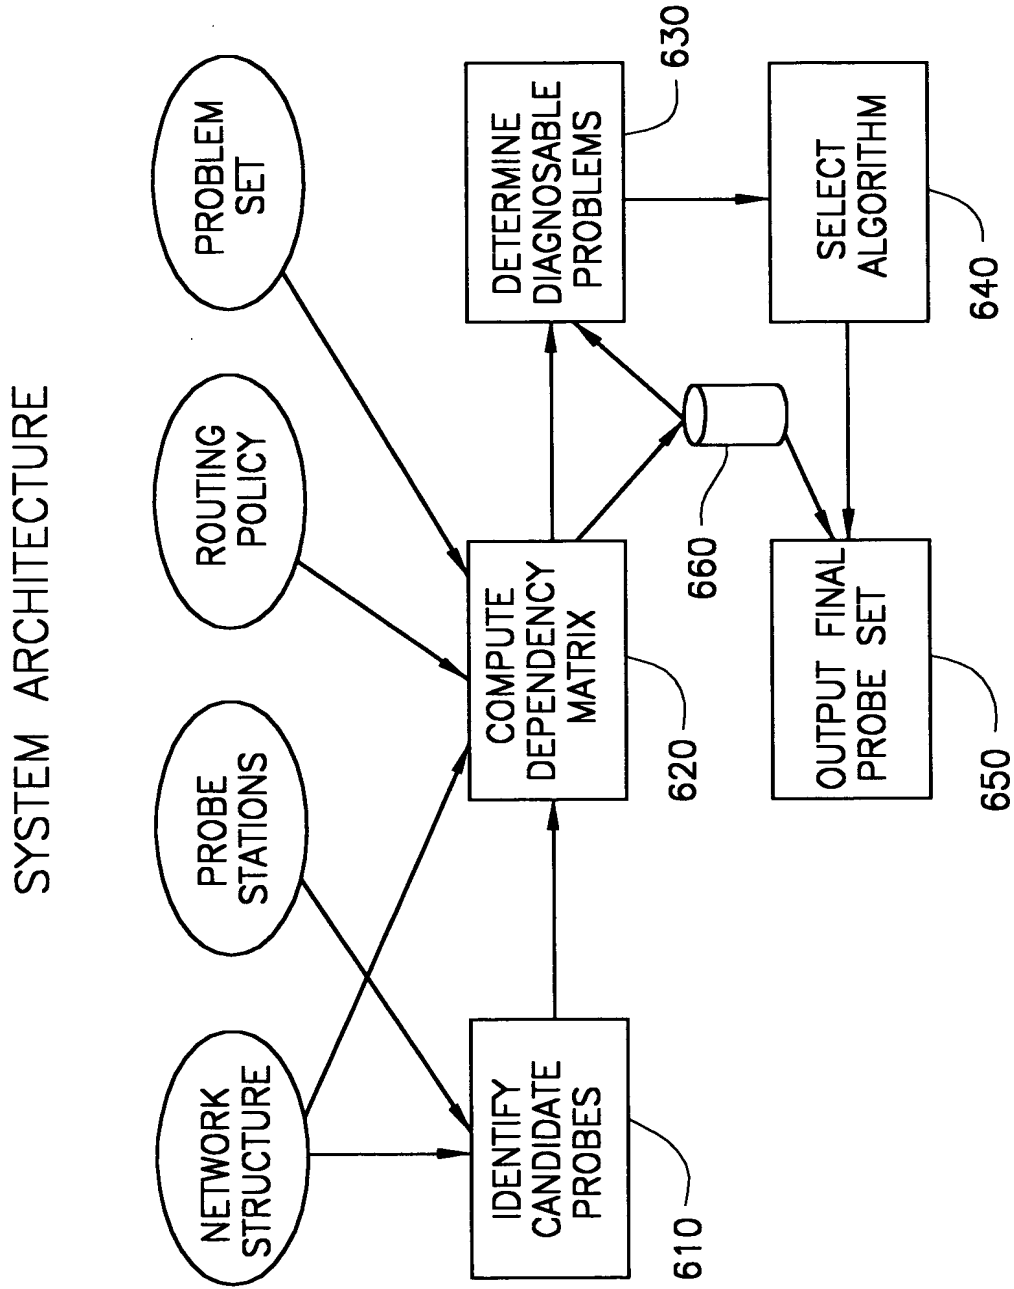 SYSTEM ARCHITECTURE
NETWORK
STRUCTURE
PROBE
STATIONS
ROUTING
POLICY
PROBLEM
SET
IDENTIFY
CANDIDATE
PROBES
610
COMPUTE
DEPENDENCY
MATRIX
620
DETERMINE
DIAGNOSABLE
PROBLEMS
630
660
OUTPUT FINAL
PROBE SET
650
SELECT
ALGORITHM
640